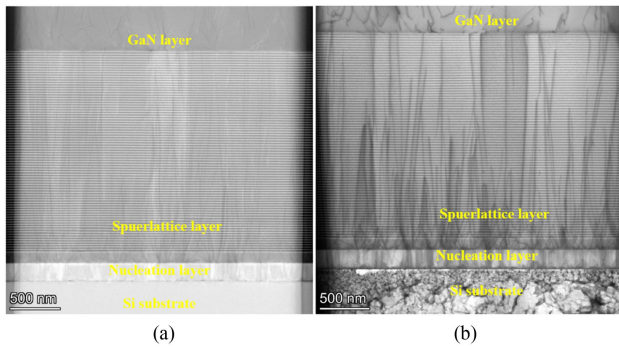 GaN layer
Spuerlattice layer
Nucleation layer
500 nm
Si substrate
(a)
GaN layer
Spuerlattice layer
Nucleation layer
500 nm
Si substrate
(b)